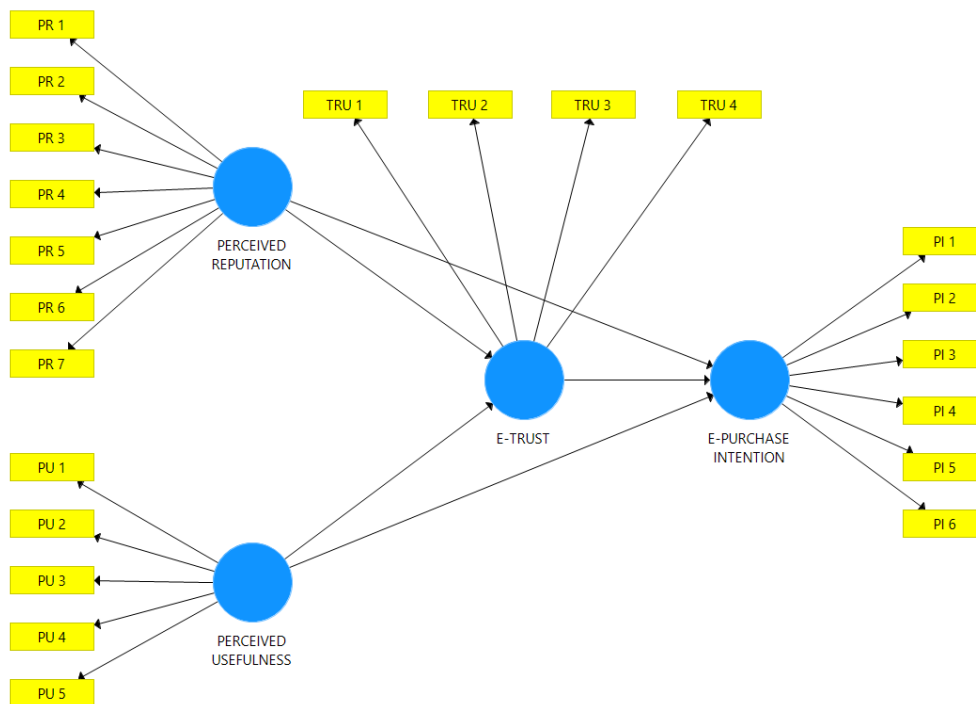 PR 1
PR 2
PR 3
PR 4
PR 5
PR 6
PR 7
PERCEIVED
REPUTATION
TRU 1
TRU 2
TRU 3
TRU 4
E-TRUST
E-PURCHASE
INTENTION
PI 1
PI 2
PI 3
PI 4
PI 5
PI 6
PU 1
PU 2
PU 3
PU 4
PU 5
PERCEIVED
USEFULNESS